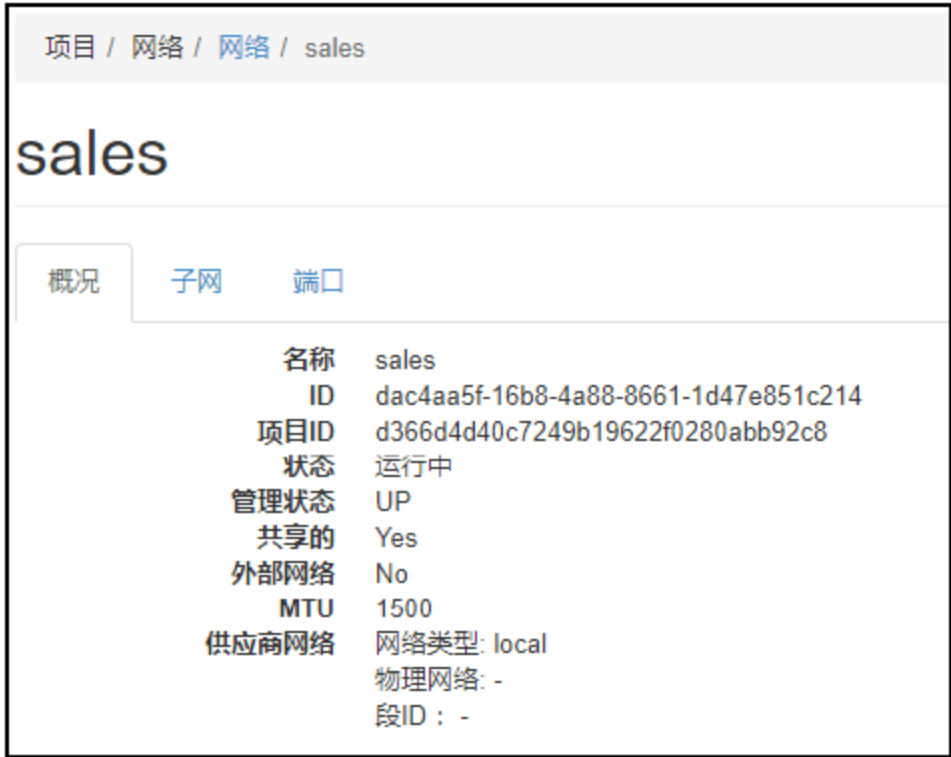 项目 / 网络 / 网络 / sales
sales
概况 子网 端口
名称 sales
ID dac4aa5f-16b8-4a88-8661-1d47e851c214
项目ID d366d4d40c7249b19622f0280abb92c8
状态 运行中
管理状态 UP
共享的 Yes
外部网络 No
MTU 1500
供应商网络 网络类型: local
物理网络: -
段ID： -